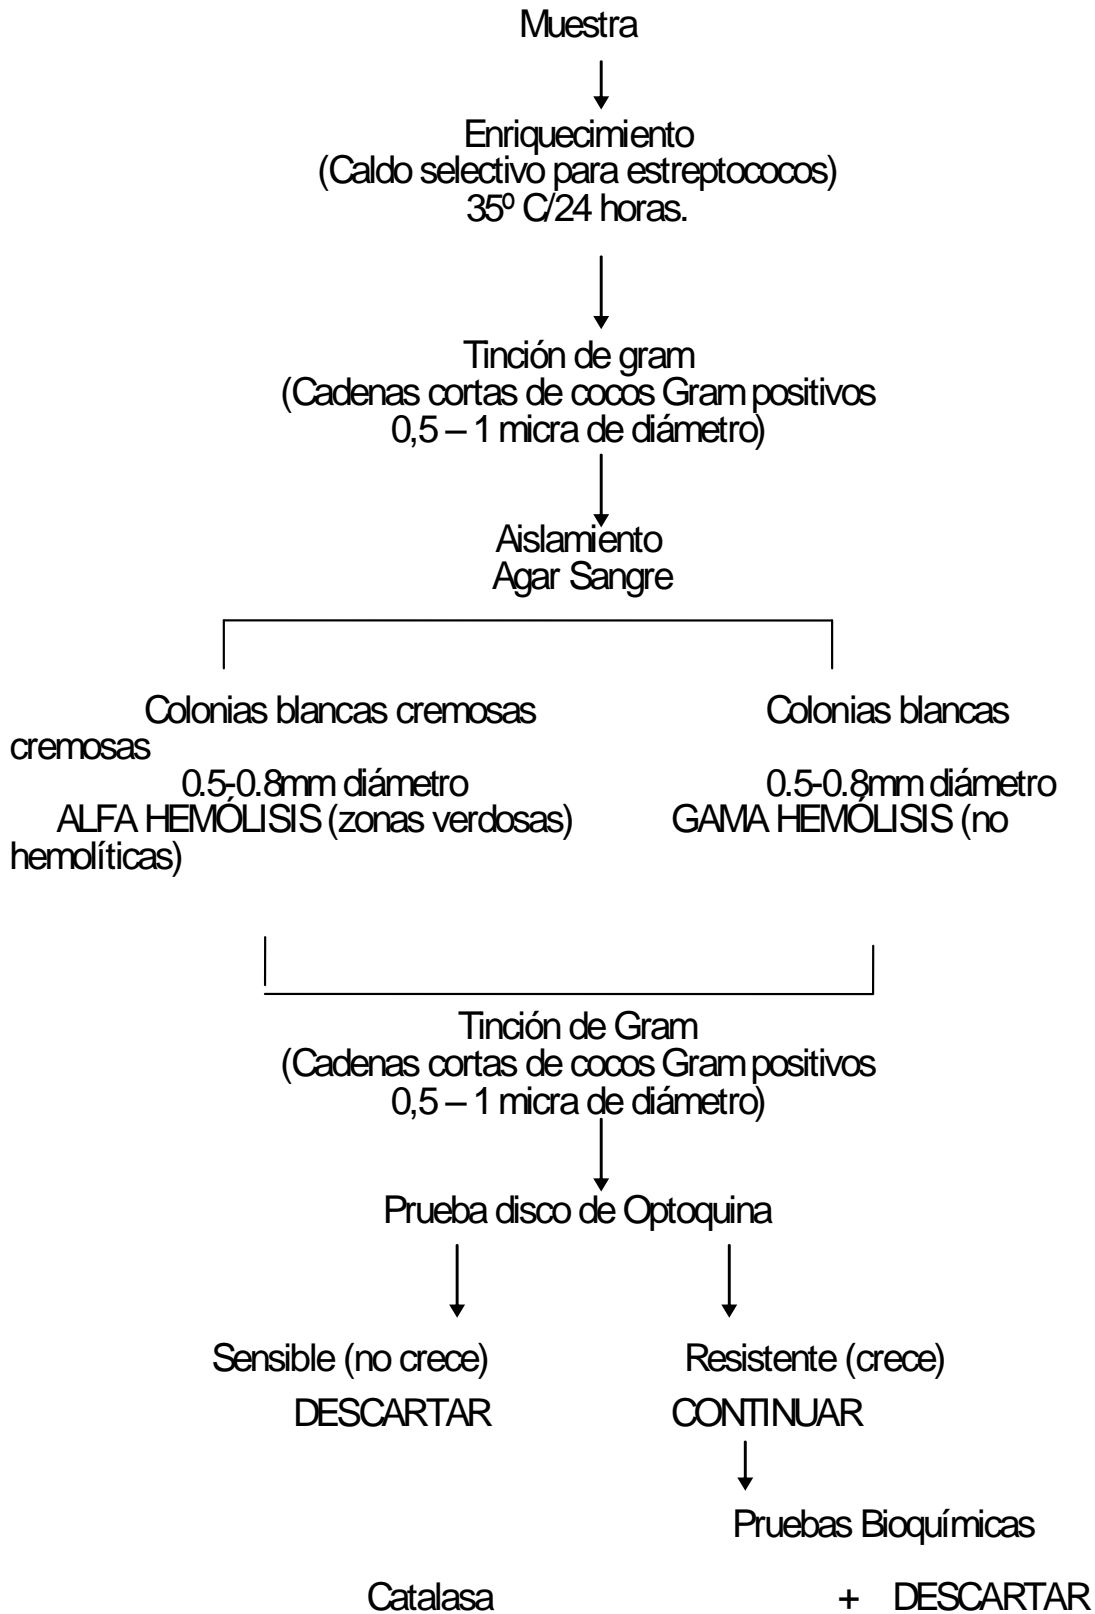 Muestra
Enriquecimiento
(Caldo selectivo para estreptococos)
35º C/24 horas.
Tinción de gram
(Cadenas cortas de cocos Gram positivos
0,5 – 1 micra de diámetro)
Aislamiento
Agar Sangre
Colonias blancas cremosas Colonias blancas
cremosas
0.5-0.8mm diámetro 0.5-0.8mm diámetro
ALFA HEMÓLISIS (zonas verdosas) GAMA HEMÓLISIS (no
hemolíticas)
Tinción de Gram
(Cadenas cortas de cocos Gram positivos
0,5 – 1 micra de diámetro)
Prueba disco de Optoquina
Sensible (no crece) Resistente (crece)
DESCARTAR CONTINUAR
Pruebas Bioquímicas
Catalasa + DESCARTAR